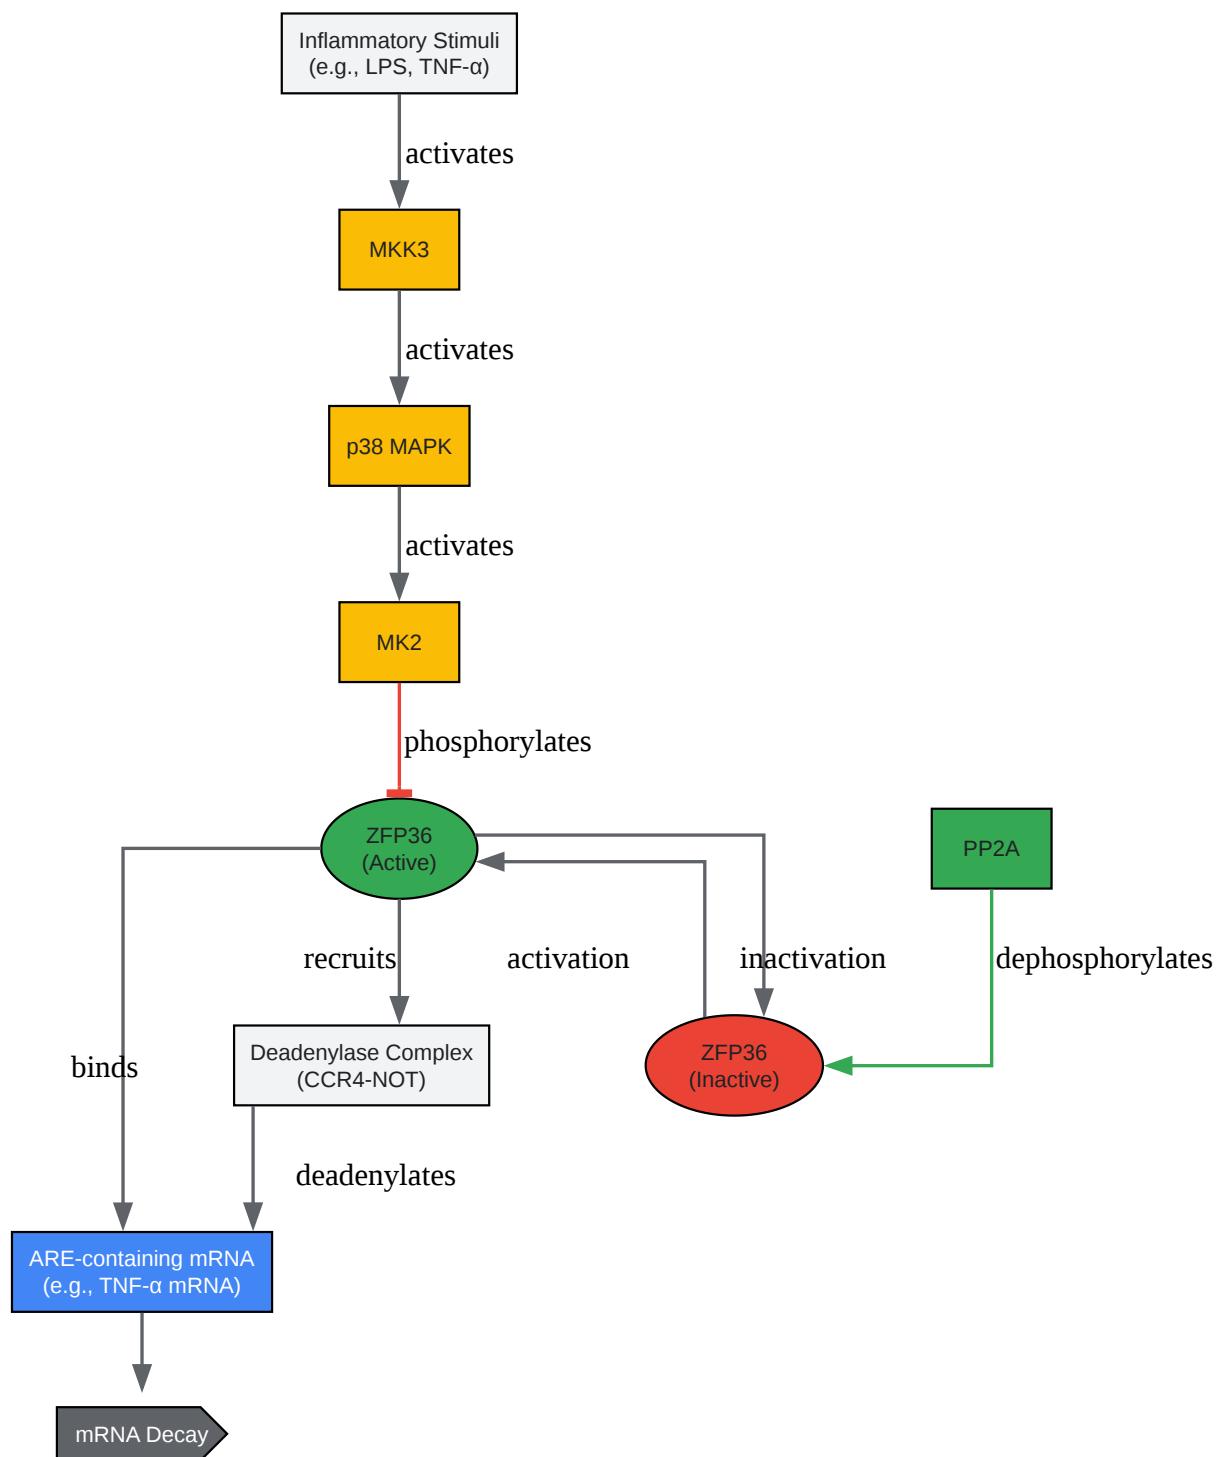 Inflammatory Stimuli
(e.g., LPS, TNF-α)
activates
MKK3
activates
p38 MAPK
activates
MK2
phosphorylates
ZFP36
(Active)
PP2A
recruits
activation
inactivation
dephosphorylates
Deadenylase Complex
(CCR4-NOT)
ZFP36
(Inactive)
binds
deadenylates
ARE-containing mRNA
(e.g., TNF-α mRNA)
mRNA Decay